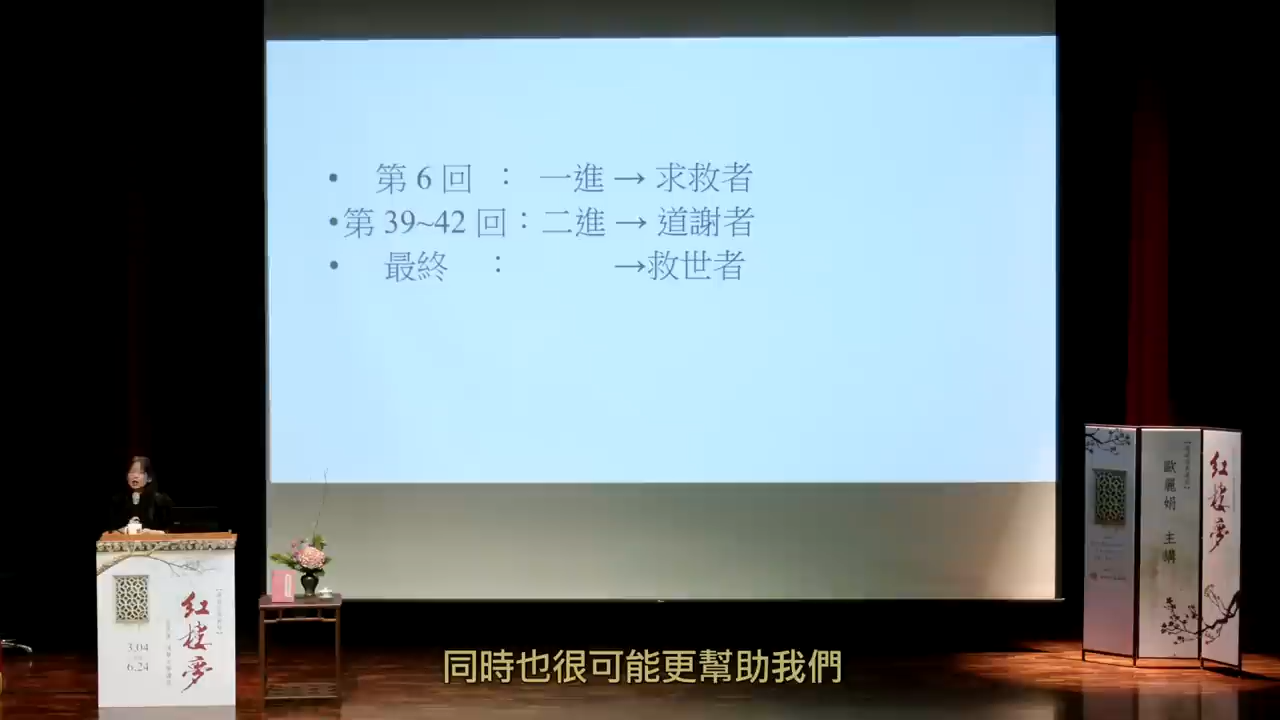 • 第 6 回 ： 一進 → 求救者
•第 39~42 回：二進 → 道謝者
• 最終 ： →救世者
紅樓夢
3.04
6.24
紅樓夢
歐麗娟 主講
同時也很可能更幫助我們